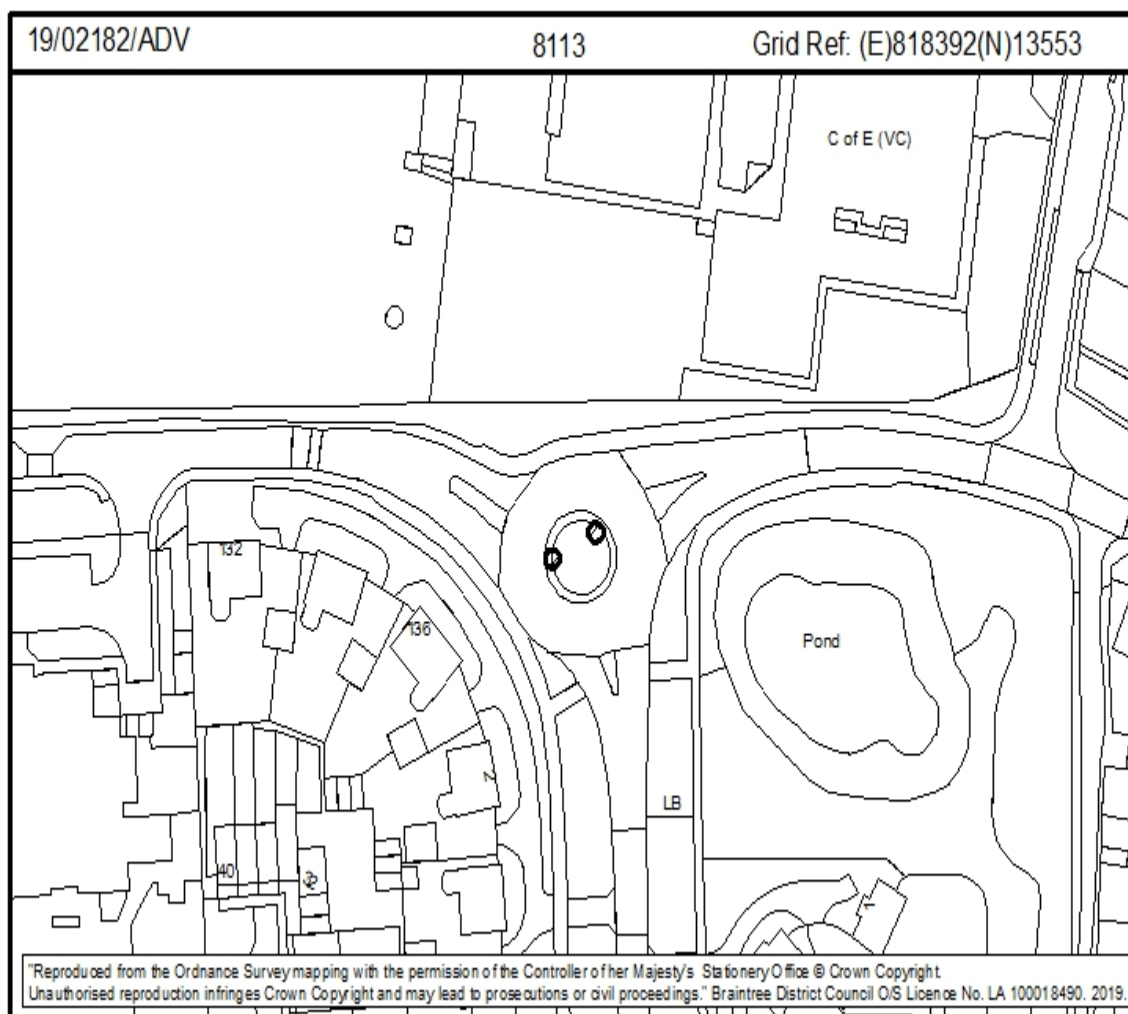 19/02182/ADV 8113 Grid Ref: (E)818392(N)13553
C of E (VC)
132
136
Pond
2
LB
40
1
"Reproduced from the Ordnance Survey mapping with the permission of the Controller of her Majesty's Stationery Office © Crown Copyright.
Unauthorised reproduction infringes Crown Copyright and may lead to prosecutions or civil proceedings." Braintree District Council O/S Licence No. LA 100018490. 2019.